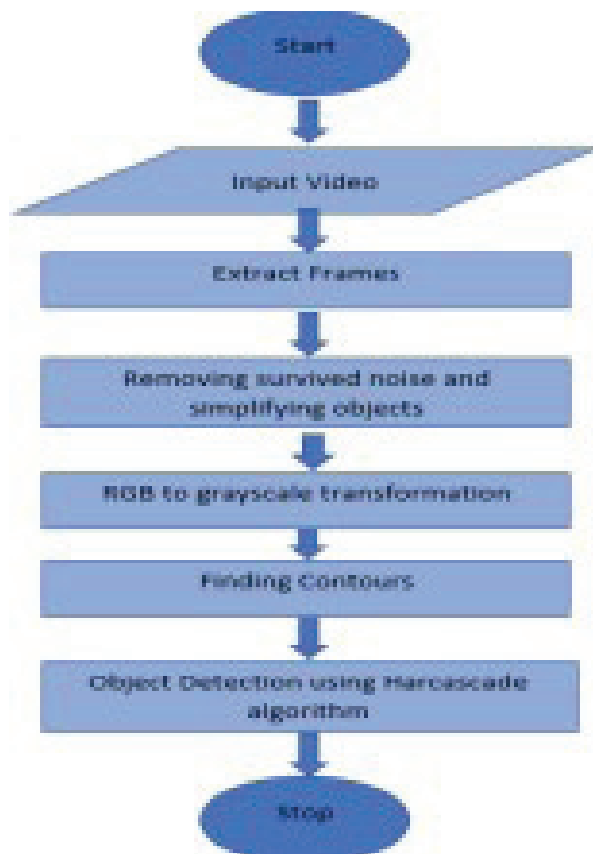 Start
Input Video
Extract Frames
Removing survived noise and
simplifying objects
RGB to grayscale transformation
Finding Contours
Object Detection using Harcascade
algorithm
Stop